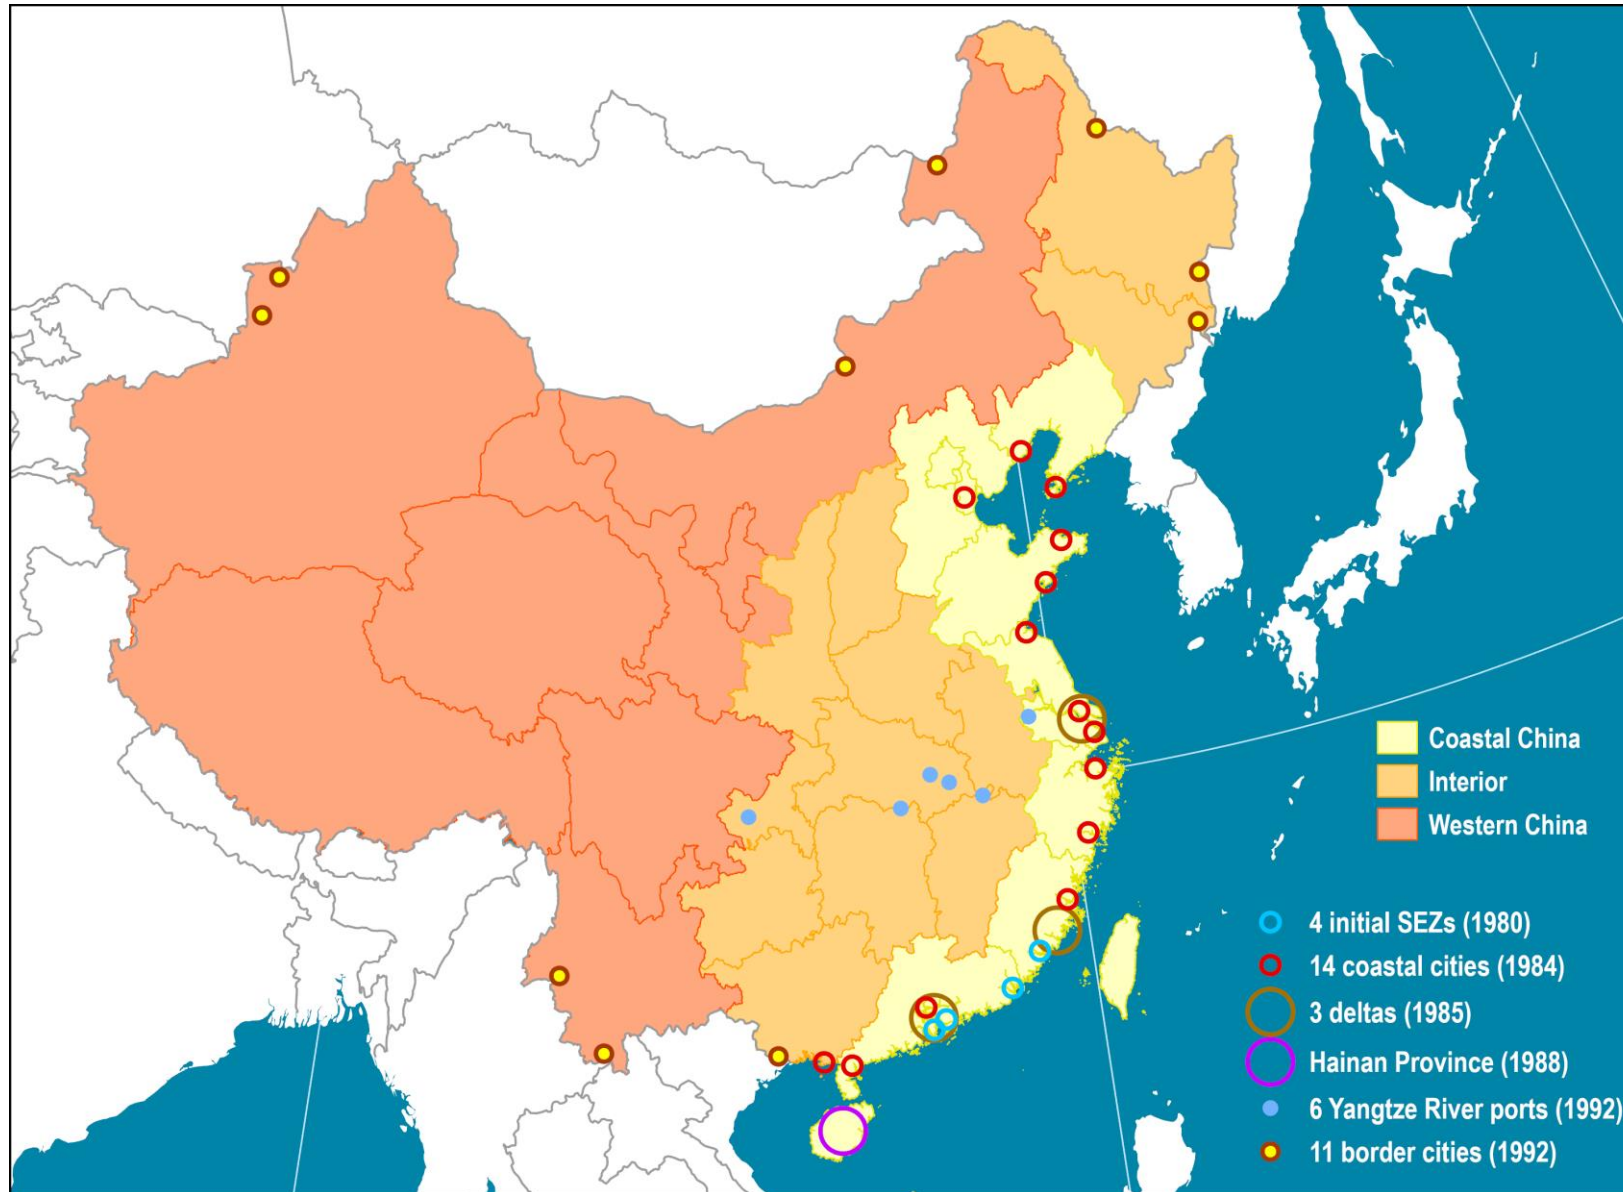 Coastal China
Interior
Western China
4 initial SEZs (1980)
14 coastal cities (1984)
3 deltas (1985)
Hainan Province (1988)
6 Yangtze River ports (1992)
11 border cities (1992)